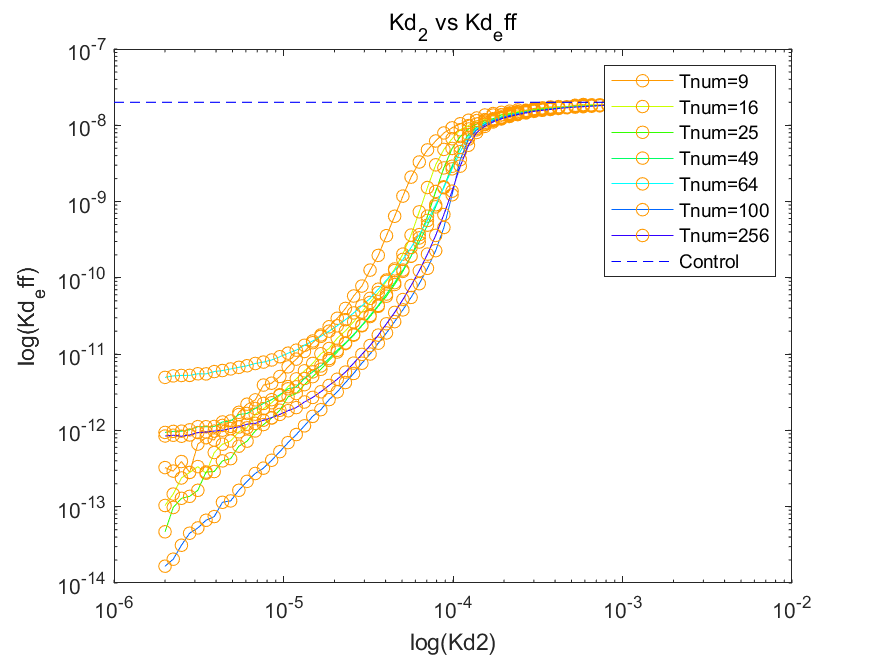 Kd2 vs Kdeff
10-7
10-8
10-9
10-10
10-11
10-12
10-13
10-14
log(Kdeff)
Tnum=9
Tnum=16
Tnum=25
Tnum=49
Tnum=64
Tnum=100
Tnum=256
Control
10-6
10-5
10-4
10-3
10-2
log(Kd2)